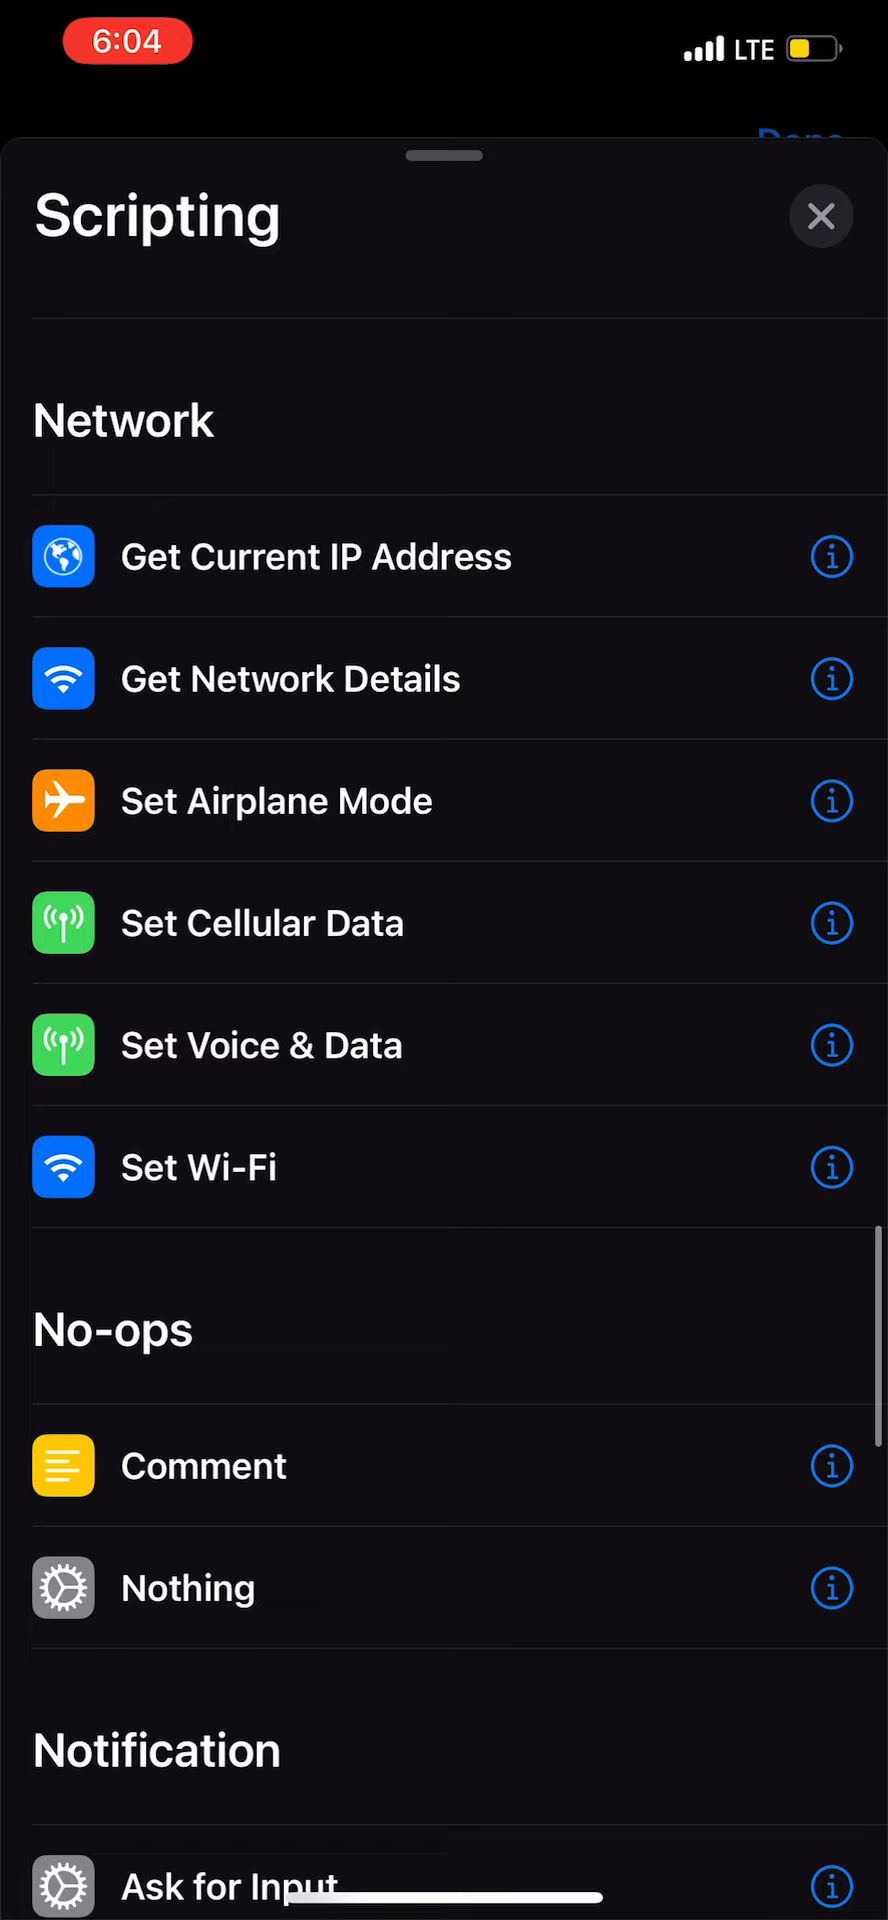 6:04
LTE
Done
Scripting
Network
Get Current IP Address
Get Network Details
Set Airplane Mode
Set Cellular Data
Set Voice & Data
Set Wi-Fi
No-ops
Comment
Nothing
Notification
Ask for Input